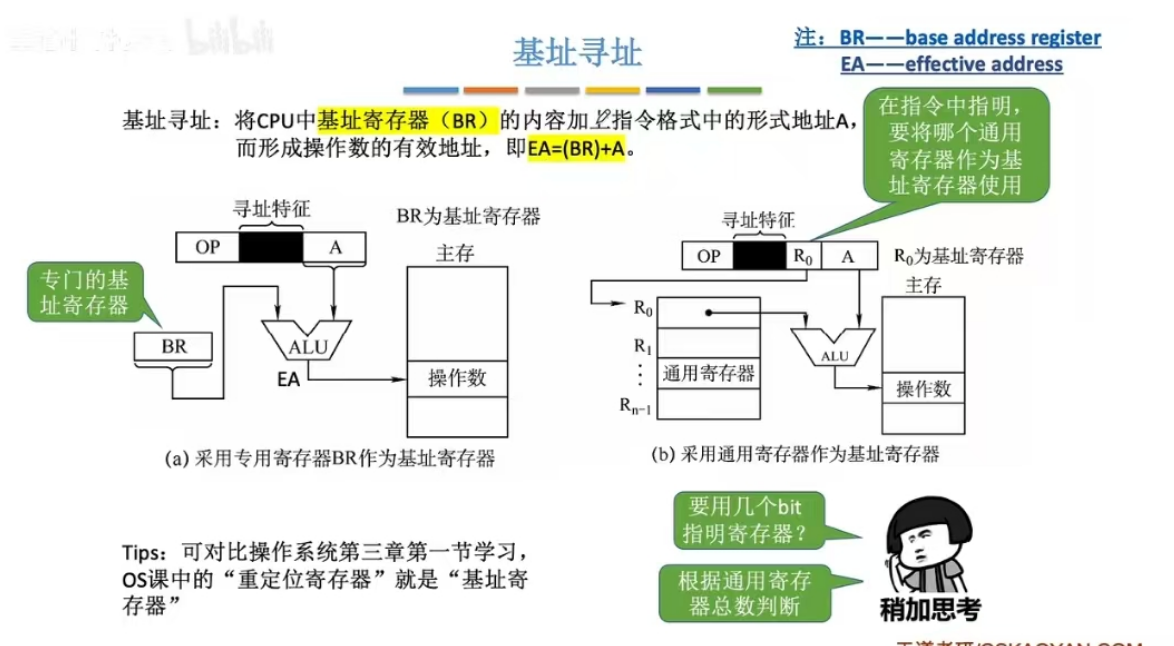 bilibili
基址寻址
注：BR——base address register
EA——effective address
基址寻址：将CPU中基址寄存器（BR）的内容加上指令格式中的形式地址A，
而形成操作数的有效地址，即EA=(BR)+A。
在指令中指明，
要将哪个通用
寄存器作为基
址寄存器使用
寻址特征
OP
A
BR为基址寄存器
主存
专门的基
址寄存器
BR
ALU
EA
操作数
(a) 采用专用寄存器BR作为基址寄存器
寻址特征
OP
R0
A
R0为基址寄存器
主存
R0
R1
⋮
Rn-1
通用寄存器
ALU
操作数
(b) 采用通用寄存器作为基址寄存器
Tips：可对比操作系统第三章第一节学习，
OS课中的“重定位寄存器”就是“基址寄
存器”
要用几个bit
指明寄存器？
根据通用寄存
器总数判断
稍加思考